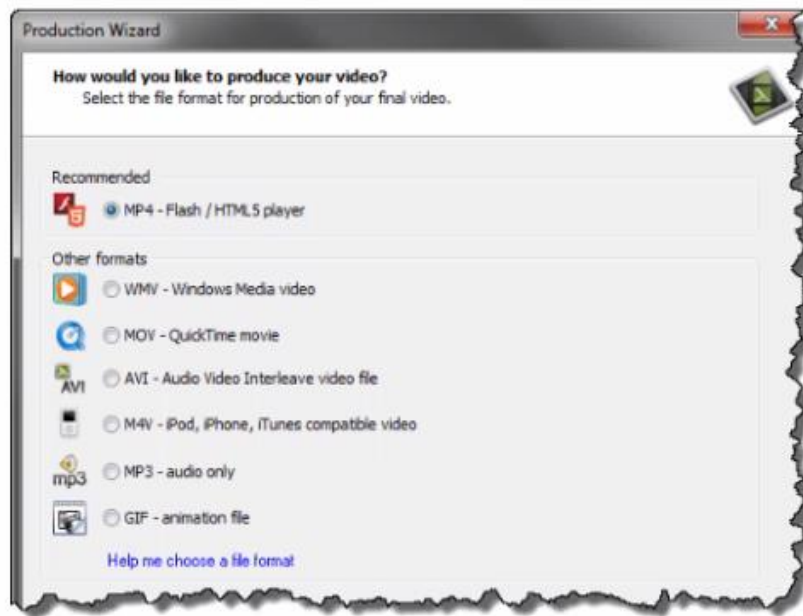 Production Wizard
How would you like to produce your video?
Select the file format for production of your final video.
Recommended
MP4 - Flash / HTML5 player
Other formats
WMV - Windows Media video
MOV - QuickTime movie
AVI
AVI - Audio Video Interleave video file
M4V - iPod, iPhone, iTunes compatible video
mp3
MP3 - audio only
GIF - animation file
Help me choose a file format